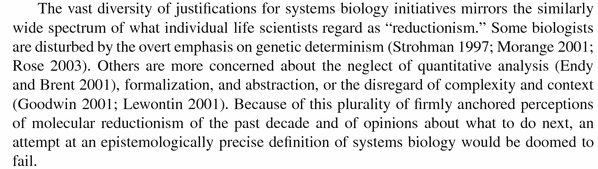 The vast diversity of justifications for systems biology initiatives mirrors the similarly
wide spectrum of what individual life scientists regard as “reductionism.” Some biologists
are disturbed by the overt emphasis on genetic determinism (Strohman 1997; Morange 2001;
Rose 2003). Others are more concerned about the neglect of quantitative analysis (Endy
and Brent 2001), formalization, and abstraction, or the disregard of complexity and context
(Goodwin 2001; Lewontin 2001). Because of this plurality of firmly anchored perceptions
of molecular reductionism of the past decade and of opinions about what to do next, an
attempt at an epistemologically precise definition of systems biology would be doomed to
fail.